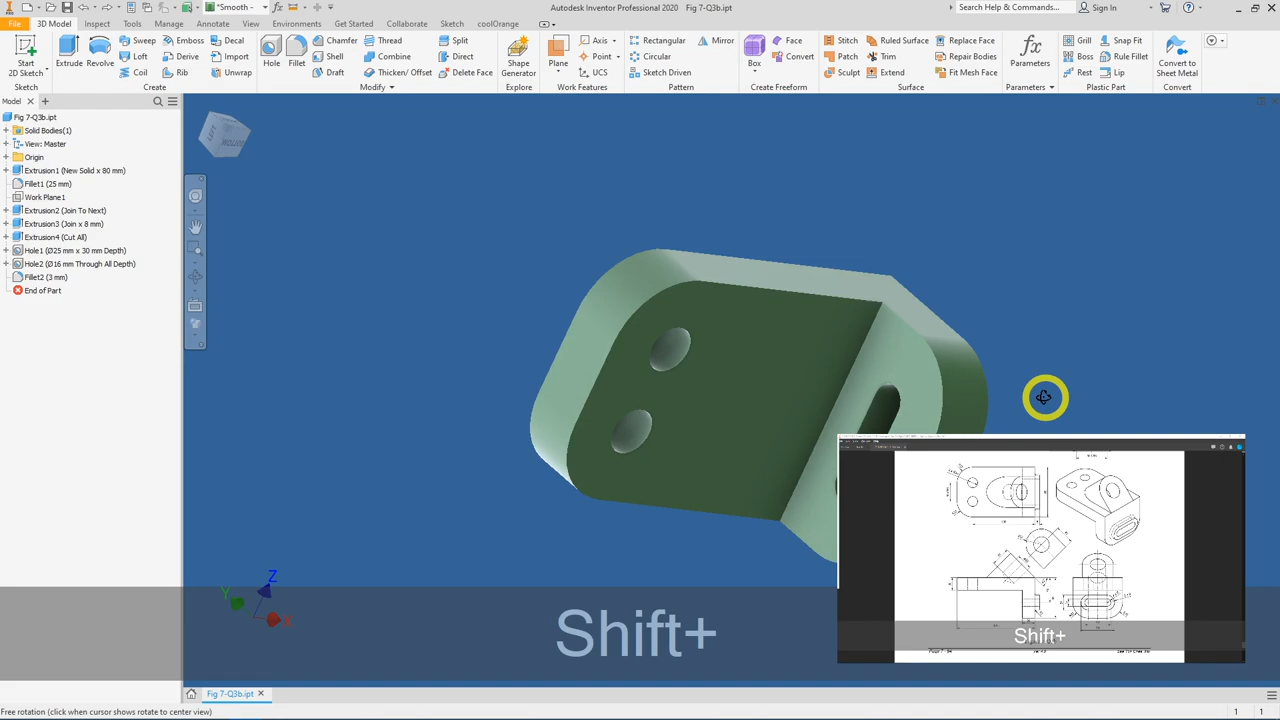 *Smooth
Autodesk Inventor Professional 2020 Fig 7-Q3b.ipt
Search Help & Commands...
Sign In
File
3D Model
Inspect
Tools
Manage
Annotate
View
Environments
Get Started
Collaborate
Sketch
coolOrange
Start
2D Sketch
Extrude
Revolve
Sweep
Loft
Coil
Emboss
Derive
Rib
Decal
Import
Unwrap
Hole
Fillet
Chamfer
Shell
Draft
Thread
Combine
Thicken/ Offset
Split
Direct
Delete Face
Shape
Generator
Plane
Axis
Point
UCS
Rectangular
Circular
Sketch Driven
Mirror
Box
Face
Convert
Stitch
Patch
Sculpt
Ruled Surface
Trim
Extend
Replace Face
Repair Bodies
Fit Mesh Face
fx
Parameters
Grill
Boss
Rest
Snap Fit
Rule Fillet
Lip
Convert to
Sheet Metal
Sketch
Create
Modify
Explore
Work Features
Pattern
Create Freeform
Surface
Parameters
Plastic Part
Convert
Model
Fig 7-Q3b.ipt
Solid Bodies(1)
View: Master
Origin
Extrusion1 (New Solid x 80 mm)
Fillet1 (25 mm)
Work Plane1
Extrusion2 (Join To Next)
Extrusion3 (Join x 8 mm)
Extrusion4 (Cut All)
Hole1 (Ø25 mm x 30 mm Depth)
Hole2 (Ø16 mm Through All Depth)
Fillet2 (3 mm)
End of Part
LEFT
BOTTOM
Z
Y
X
Shift+
Shift+
Fig 7-Q3b.ipt
Free rotation (click when cursor shows rotate to center view)
1
1